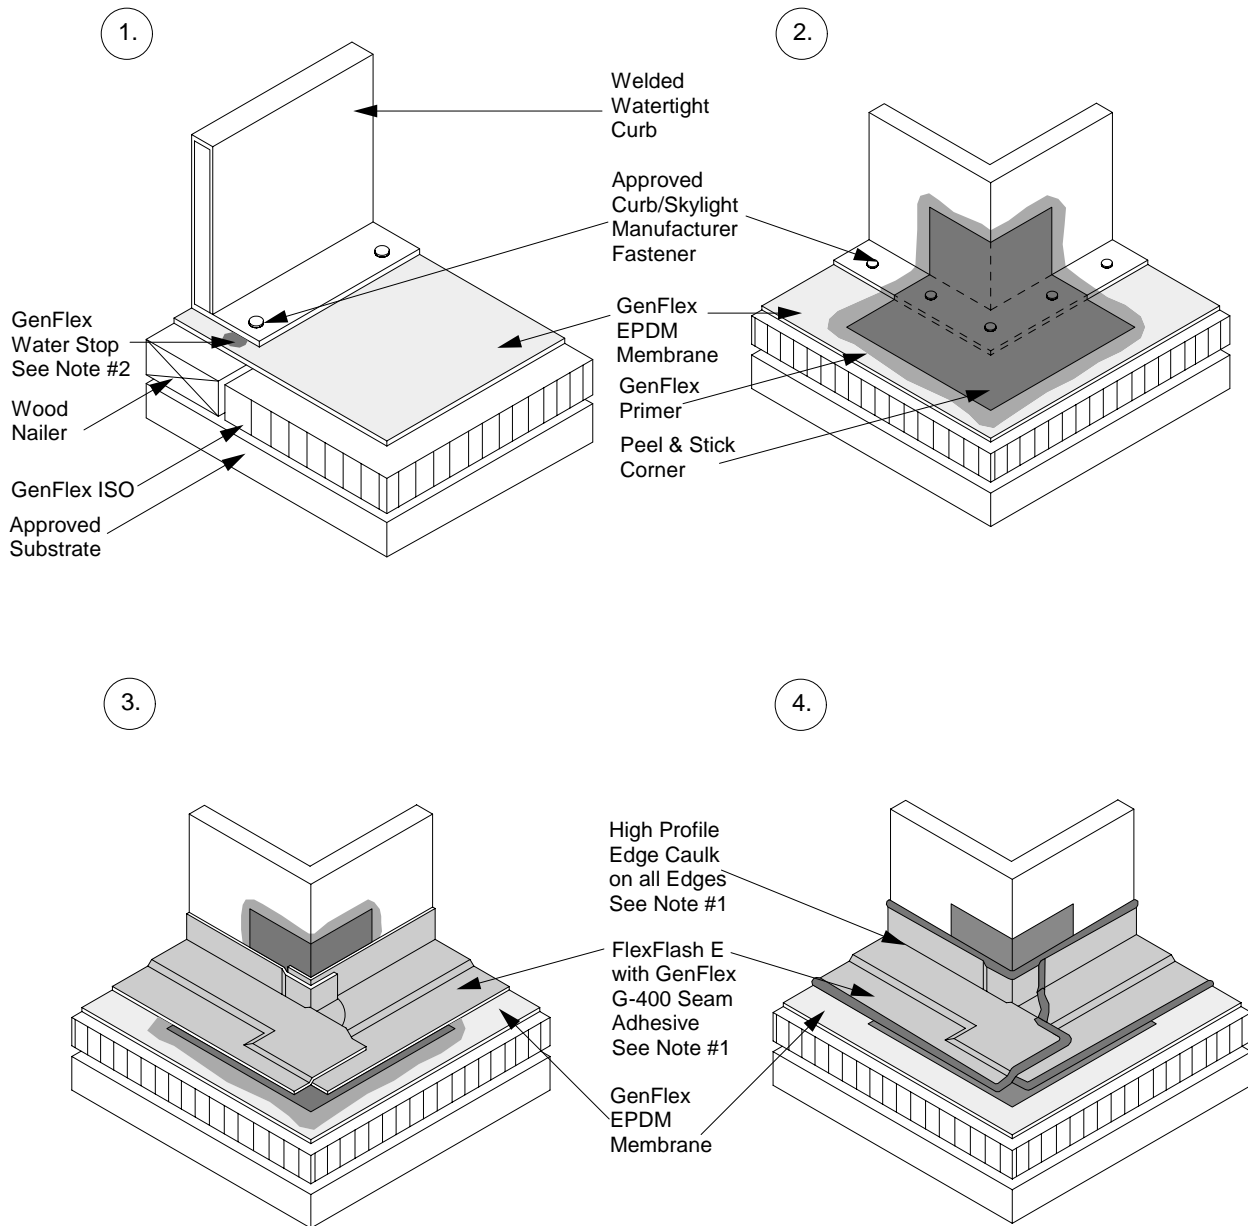 1.
2.
Welded
Watertight
Curb
Approved
Curb/Skylight
Manufacturer
Fastener
GenFlex
Water Stop
See Note #2
Wood
Nailer
GenFlex ISO
Approved
Substrate
GenFlex
EPDM
Membrane
GenFlex
Primer
Peel & Stick
Corner
3.
4.
High Profile
Edge Caulk
on all Edges
See Note #1
FlexFlash E
with GenFlex
G-400 Seam
Adhesive
See Note #1
GenFlex
EPDM
Membrane